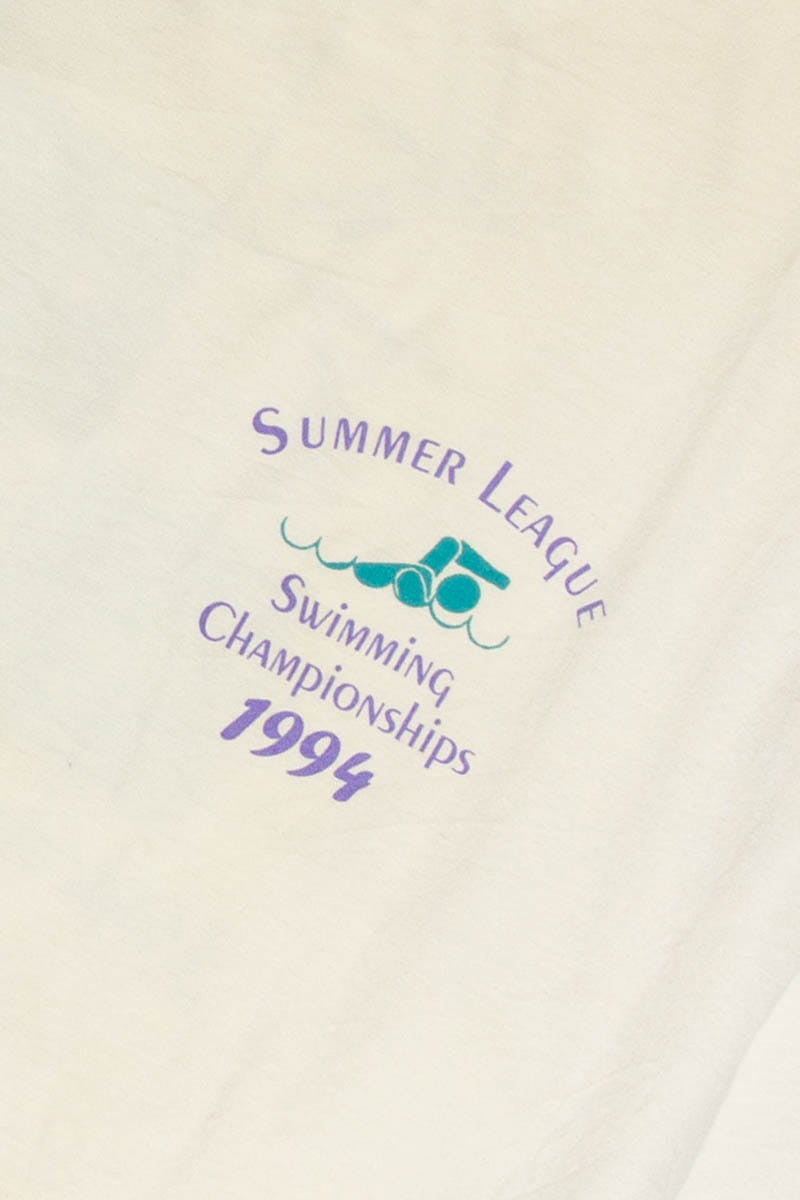 Summer League
Swimming
Championships
1994